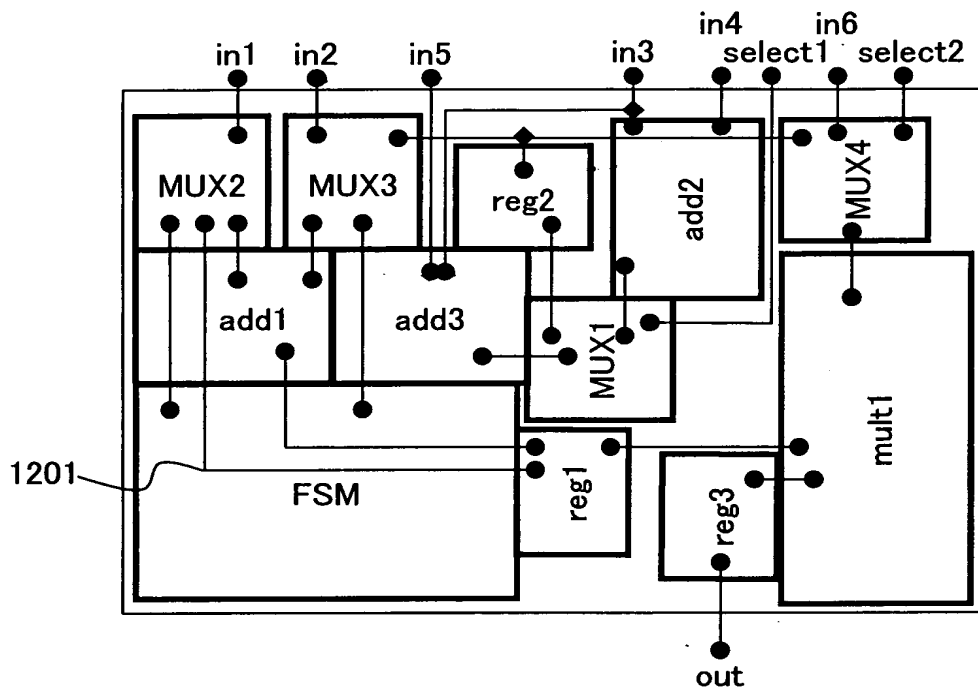 in1
in2
in5
in3
in4
select1
in6
select2
MUX2
MUX3
reg2
add2
MUX4
add1
add3
MUX1
mult1
1201
FSM
reg1
reg3
out